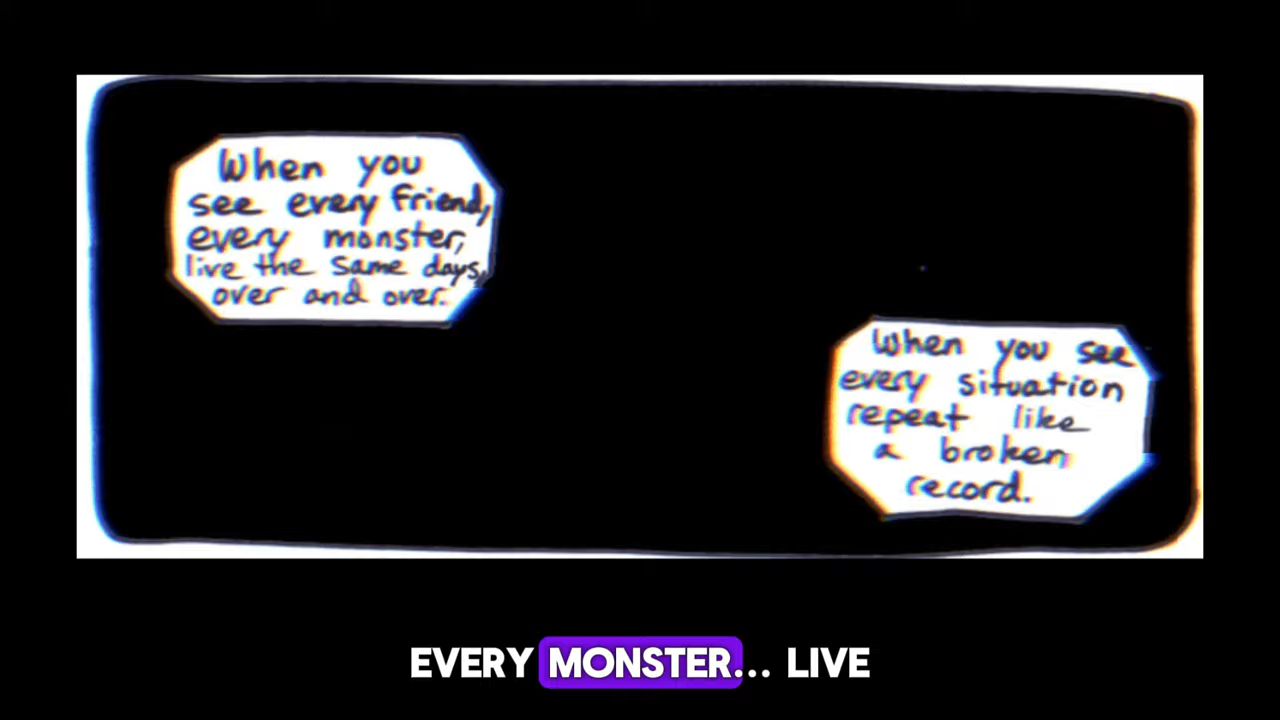 When you
see every friend,
every monster,
live the same days,
over and over.
When you see
every situation
repeat like
a broken
record.
EVERY MONSTER... LIVE